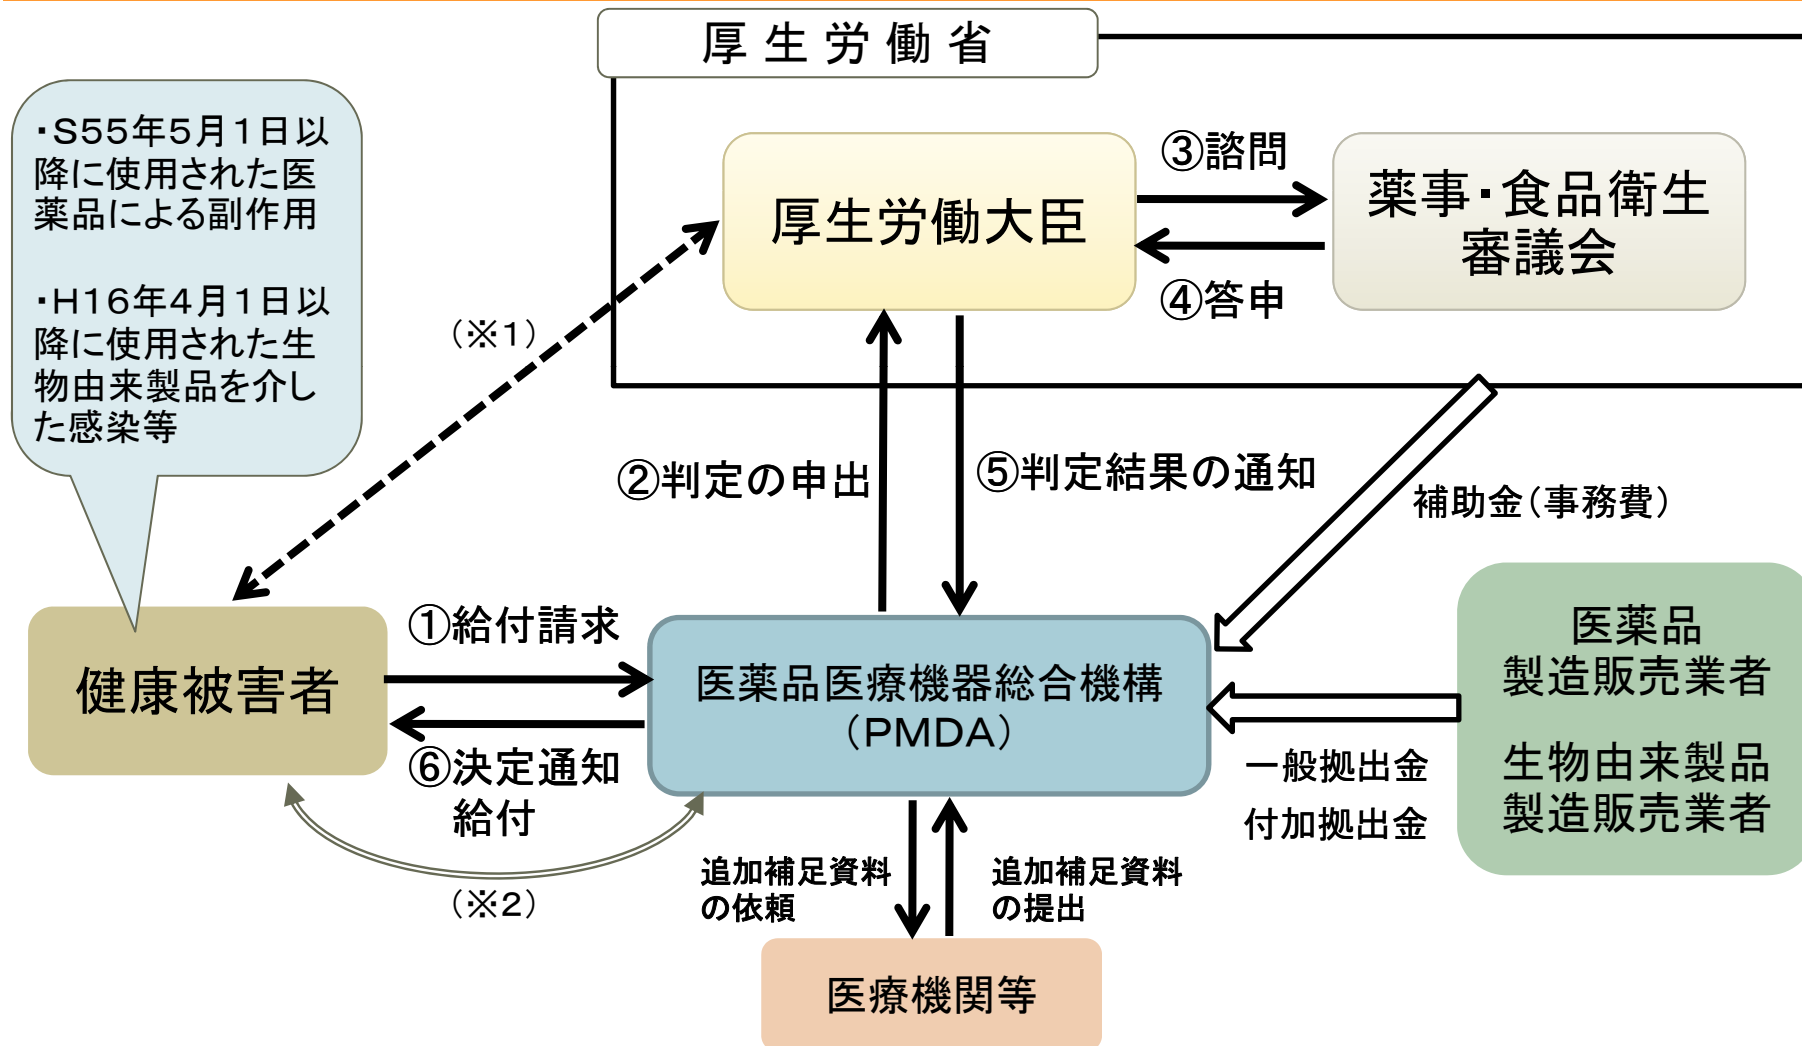 厚生労働省
・S55年5月1日以
降に使用された医
薬品による副作用
・H16年4月1日以
降に使用された生
物由来製品を介し
た感染等
厚生労働大臣
③諮問
④答申
薬事・食品衛生
審議会
（※1）
②判定の申出
⑤判定結果の通知
補助金（事務費）
健康被害者
①給付請求
⑥決定通知
給付
医薬品医療機器総合機構
（PMDA）
医薬品
製造販売業者
生物由来製品
製造販売業者
一般拠出金
付加拠出金
（※2）
追加補足資料
の依頼
追加補足資料
の提出
医療機関等